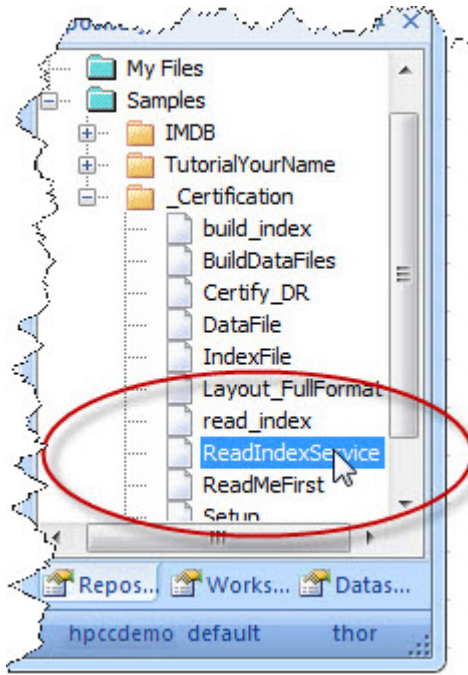 My Files
Samples
IMDB
TutorialYourName
_Certification
build_index
BuildDataFiles
Certify_DR
DataFile
IndexFile
Layout_FullFormat
read_index
ReadIndexService
ReadMeFirst
Setup
Repos... Works... Datas...
hpccdemo default thor